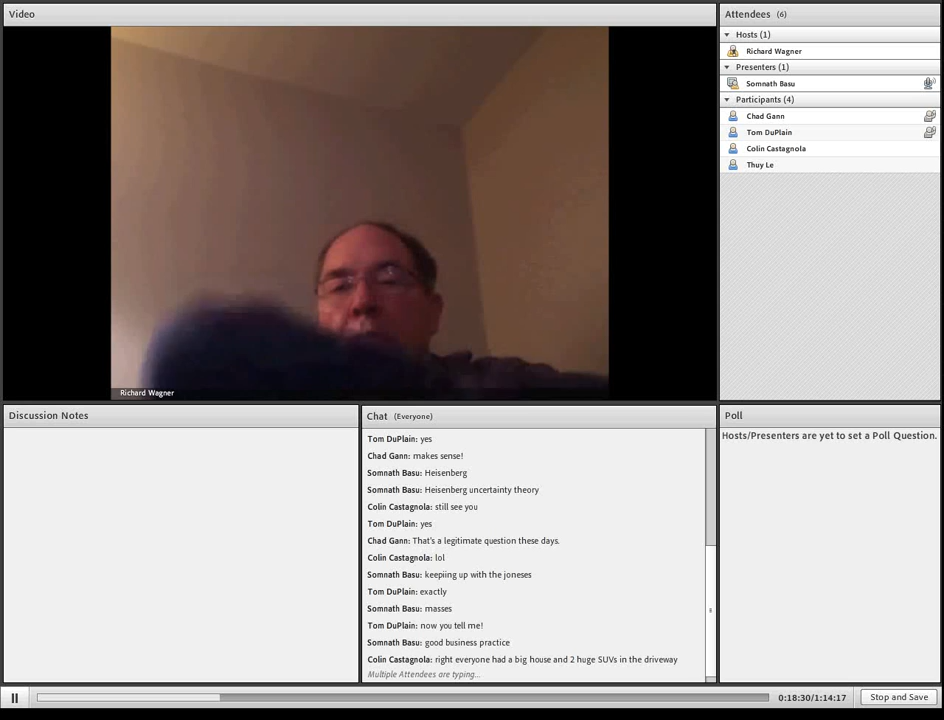 Video
Richard Wagner
Attendees (6)
Hosts (1)
Richard Wagner
Presenters (1)
Somnath Basu
Participants (4)
Chad Gann
Tom DuPlain
Colin Castagnola
Thuy Le
Discussion Notes
Chat (Everyone)
Tom DuPlain: yes
Chad Gann: makes sense!
Somnath Basu: Heisenberg
Somnath Basu: Heisenberg uncertainty theory
Colin Castagnola: still see you
Tom DuPlain: yes
Chad Gann: That's a legitimate question these days.
Colin Castagnola: lol
Somnath Basu: keepiing up with the joneses
Tom DuPlain: exactly
Somnath Basu: masses
Tom DuPlain: now you tell me!
Somnath Basu: good business practice
Colin Castagnola: right everyone had a big house and 2 huge SUVs in the driveway
Multiple Attendees are typing...
Poll
Hosts/Presenters are yet to set a Poll Question.
0:18:30/1:14:17
Stop and Save